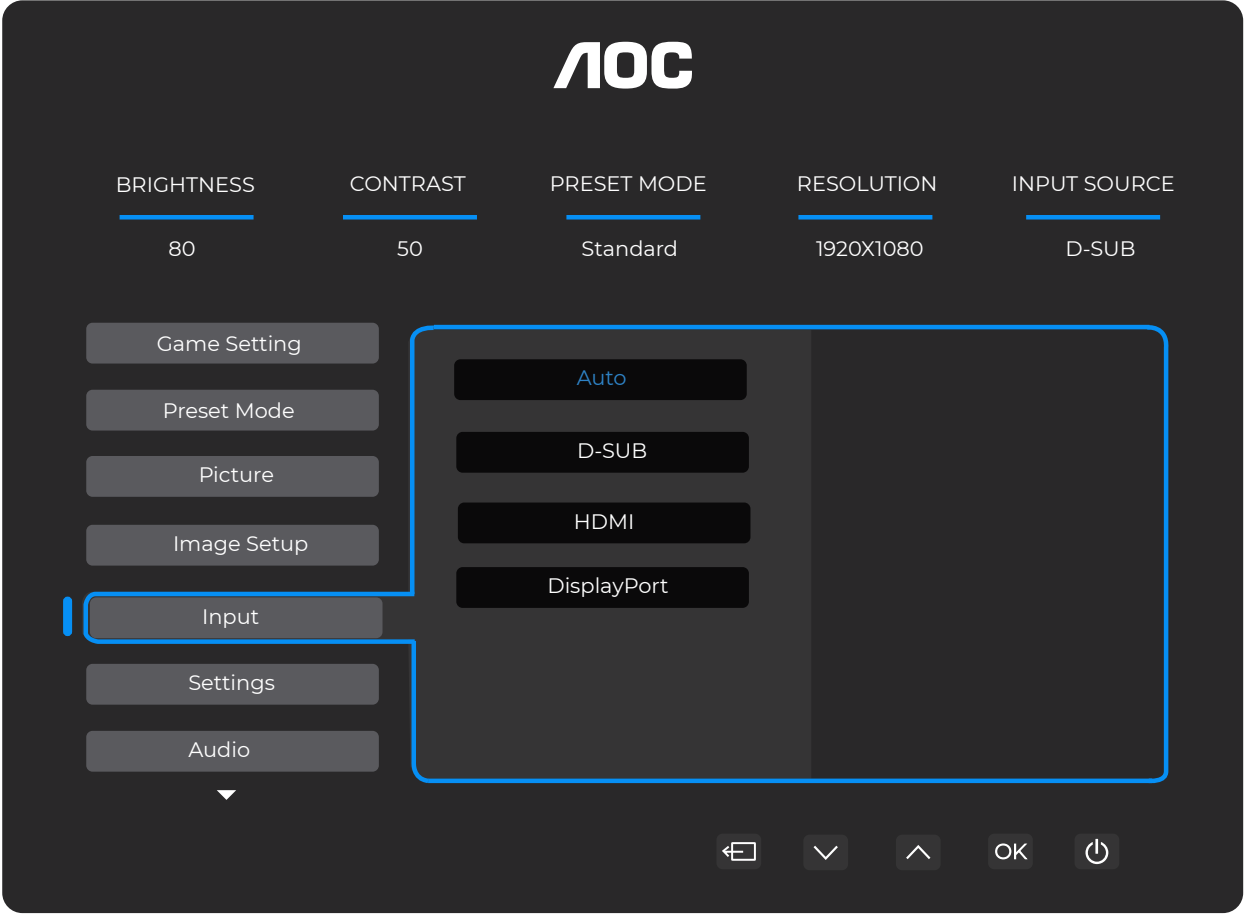 AOC
BRIGHTNESS CONTRAST PRESET MODE RESOLUTION INPUT SOURCE
80 50 Standard 1920X1080 D-SUB
Game Setting
Preset Mode
Picture
Image Setup
Input
Settings
Audio
Auto
D-SUB
HDMI
DisplayPort
OK